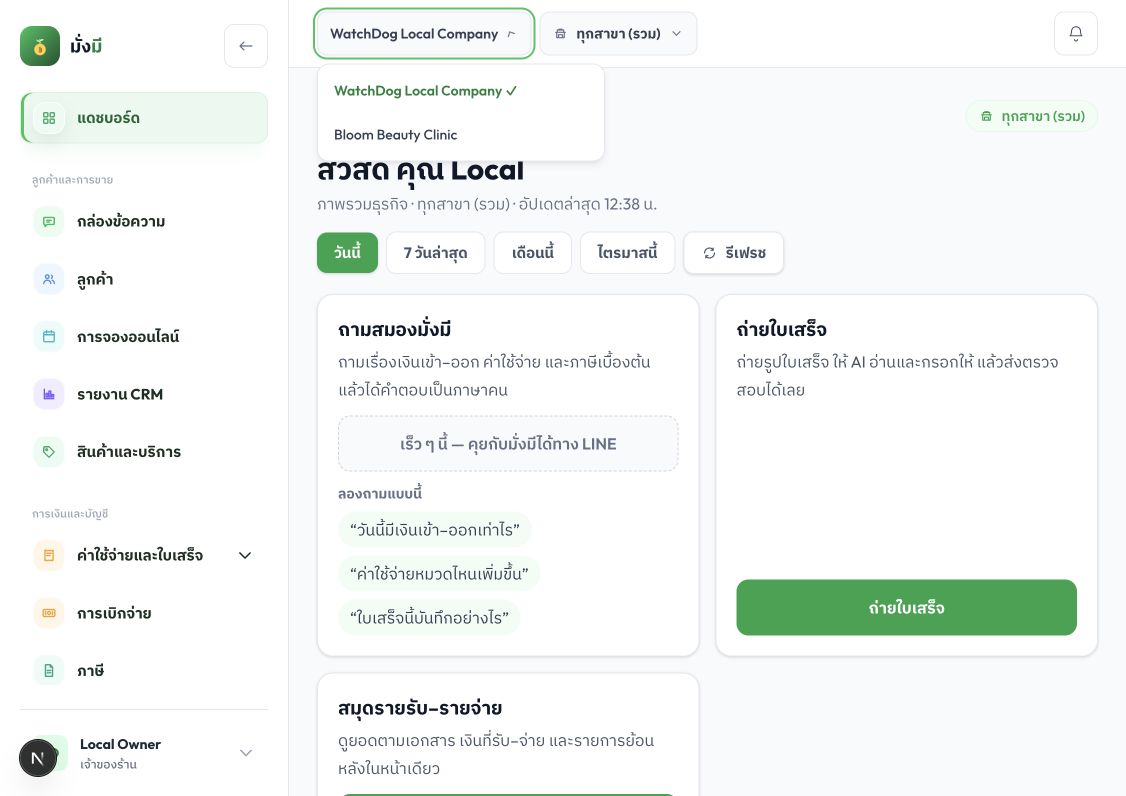 มั่งมี
แดชบอร์ด
ลูกค้าและการขาย
กล่องข้อความ
ลูกค้า
การจองออนไลน์
รายงาน CRM
สินค้าและบริการ
การเงินและบัญชี
ค่าใช้จ่ายและใบเสร็จ
การเบิกจ่าย
ภาษี
N
Local Owner
เจ้าของร้าน
WatchDog Local Company
ทุกสาขา (รวม)
WatchDog Local Company ✓
Bloom Beauty Clinic
ทุกสาขา (รวม)
คุณ Local
ภาพรวมธุรกิจ · ทุกสาขา (รวม) · อัปเดตล่าสุด 12:38 น.
วันนี้
7 วันล่าสุด
เดือนนี้
ไตรมาสนี้
รีเฟรช
ถามสมองมั่งมี
ถามเรื่องเงินเข้า–ออก ค่าใช้จ่าย และภาษีเบื้องต้น
แล้วได้คำตอบเป็นภาษาคน
เร็ว ๆ นี้ — คุยกับมั่งมีได้ทาง LINE
ลองถามแบบนี้
“วันนี้มีเงินเข้า–ออกเท่าไร”
“ค่าใช้จ่ายหมวดไหนเพิ่มขึ้น”
“ใบเสร็จนี้บันทึกอย่างไร”
ถ่ายใบเสร็จ
ถ่ายรูปใบเสร็จ ให้ AI อ่านและกรอกให้ แล้วส่งตรวจ
สอบได้เลย
ถ่ายใบเสร็จ
สมุดรายรับ–รายจ่าย
ดูยอดตามเอกสาร เงินที่รับ–จ่าย และรายการย้อน
หลังในหน้าเดียว